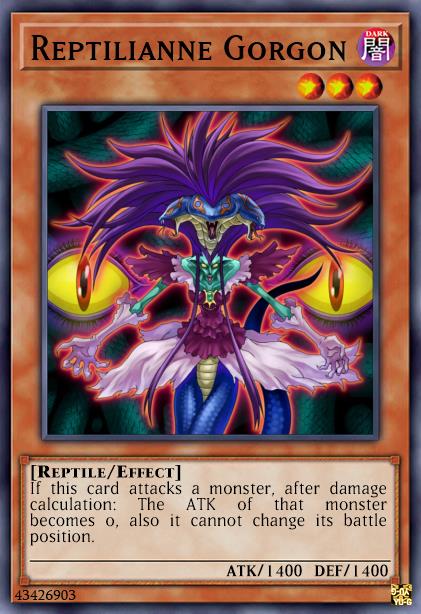 REPTILIANNE GORGON
DARK
闇
[REPTILE/EFFECT]
If this card attacks a monster, after damage
calculation: The ATK of that monster
becomes 0, also it cannot change its battle
position.
ATK/1400 DEF/1400
43426903